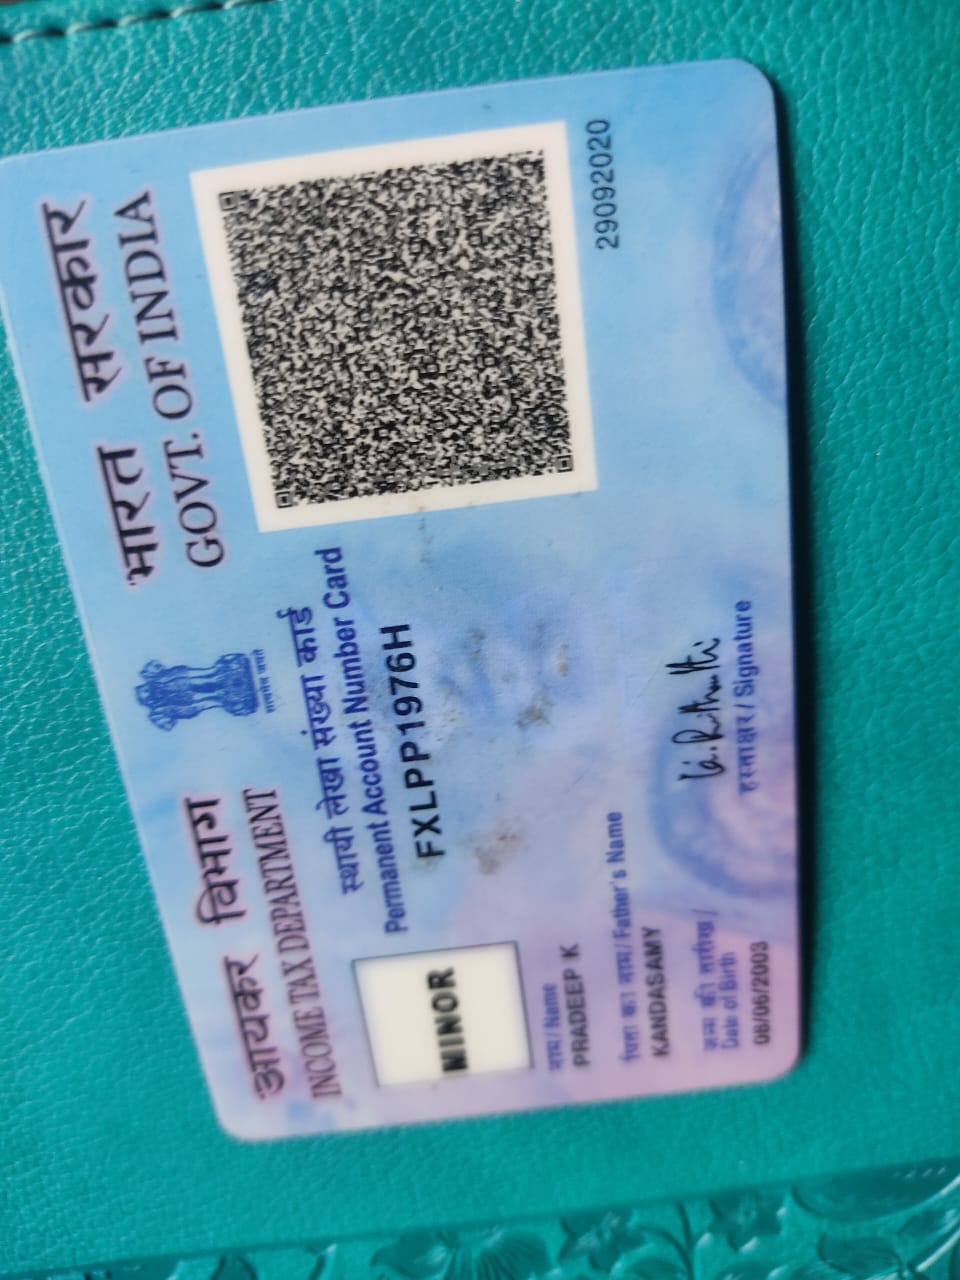 आयकर विभाग
INCOME TAX DEPARTMENT
भारत सरकार
GOVT. OF INDIA
सत्यमेव जयते
स्थायी लेखा संख्या कार्ड
Permanent Account Number Card
FXLPP1976H
MINOR
नाम / Name
PRADEEP K
पिता का नाम / Father's Name
KANDASAMY
जन्म की तारीख /
Date of Birth
08/06/2003
हस्ताक्षर / Signature
29092020